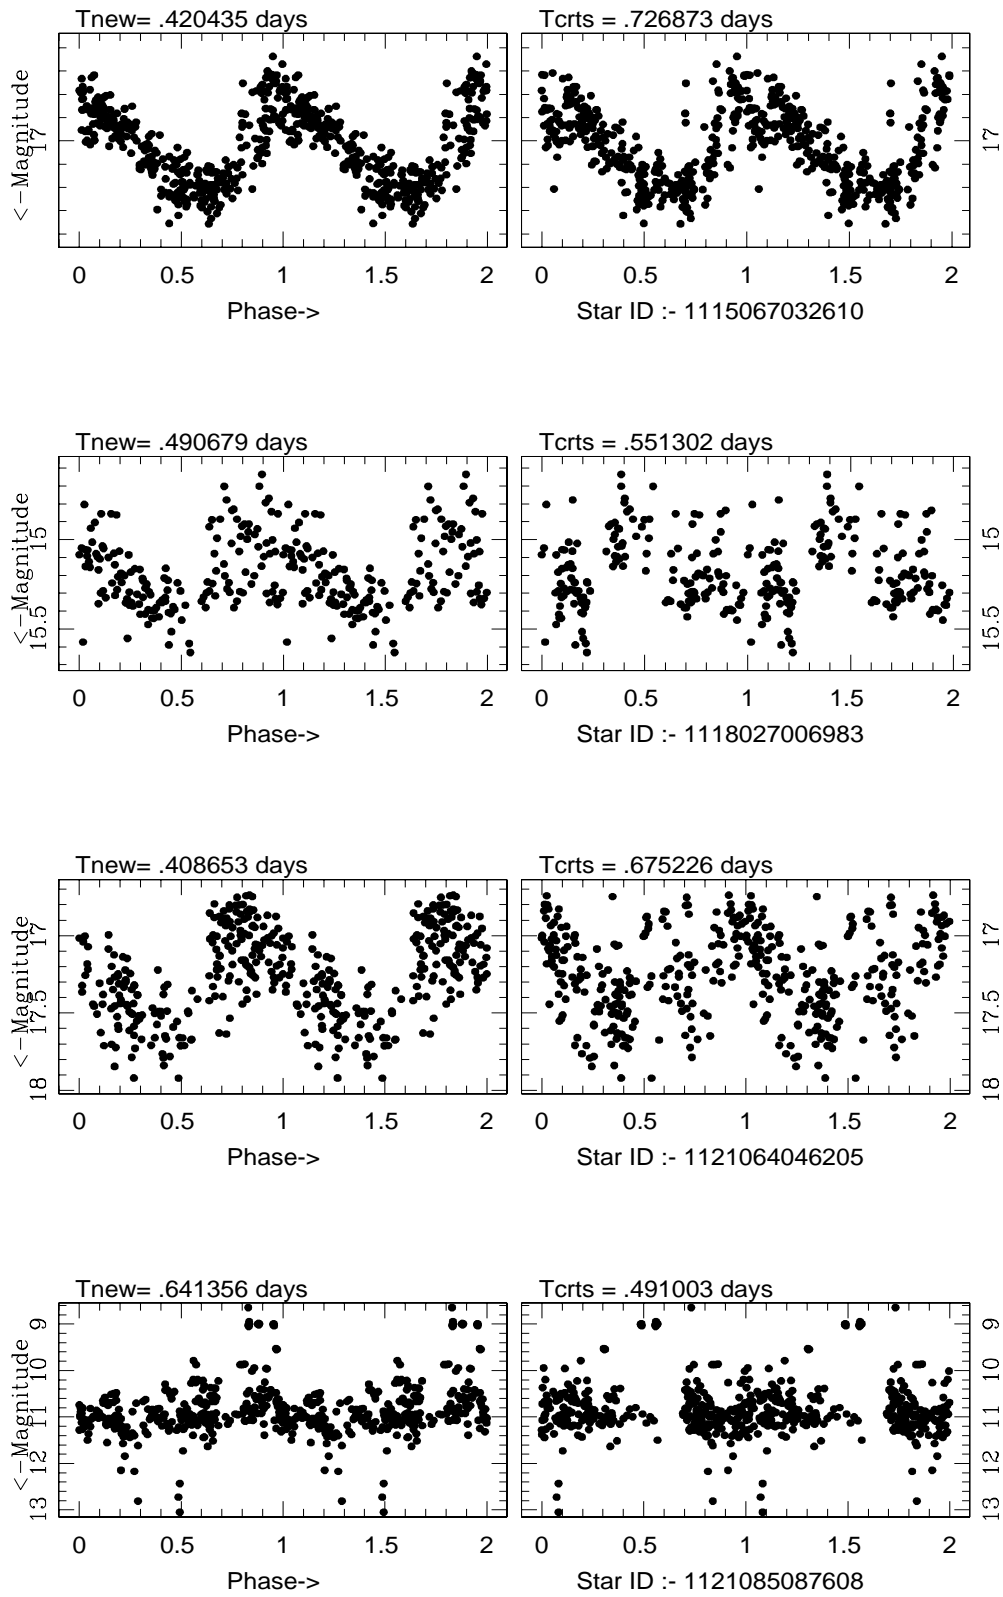 Tnew= .420435 days Tcrts = .726873 days
<-Magnitude
17 17
0 0.5 1 1.5 2 0 0.5 1 1.5 2
Phase-> Star ID :- 1115067032610
Tnew= .490679 days Tcrts = .551302 days
<-Magnitude
15 15
15.5 15.5
0 0.5 1 1.5 2 0 0.5 1 1.5 2
Phase-> Star ID :- 1118027006983
Tnew= .408653 days Tcrts = .675226 days
<-Magnitude
17 17
17.5 17.5
18 18
0 0.5 1 1.5 2 0 0.5 1 1.5 2
Phase-> Star ID :- 1121064046205
Tnew= .641356 days Tcrts = .491003 days
<-Magnitude
9 9
10 10
11 11
12 12
13 13
0 0.5 1 1.5 2 0 0.5 1 1.5 2
Phase-> Star ID :- 1121085087608